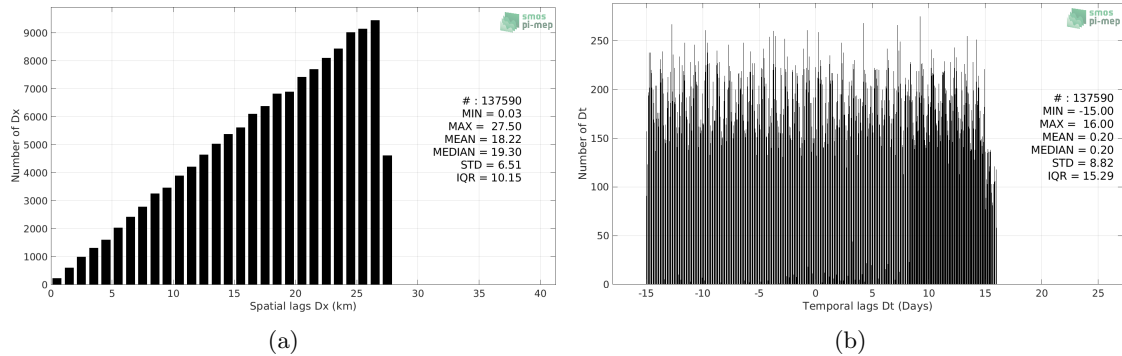 smos
pi-mep
Number of Dx
9000
8000
7000
6000
5000
4000
3000
2000
1000
0
# : 137590
MIN = 0.03
MAX = 27.50
MEAN = 18.22
MEDIAN = 19.30
STD = 6.51
IQR = 10.15
0 5 10 15 20 25 30 35 40
Spatial lags Dx (km)
(a)
smos
pi-mep
Number of Dt
250
200
150
100
50
0
# : 137590
MIN = -15.00
MAX = 16.00
MEAN = 0.20
MEDIAN = 0.20
STD = 8.82
IQR = 15.29
-15 -10 -5 0 5 10 15 20 25
Temporal lags Dt (Days)
(b)